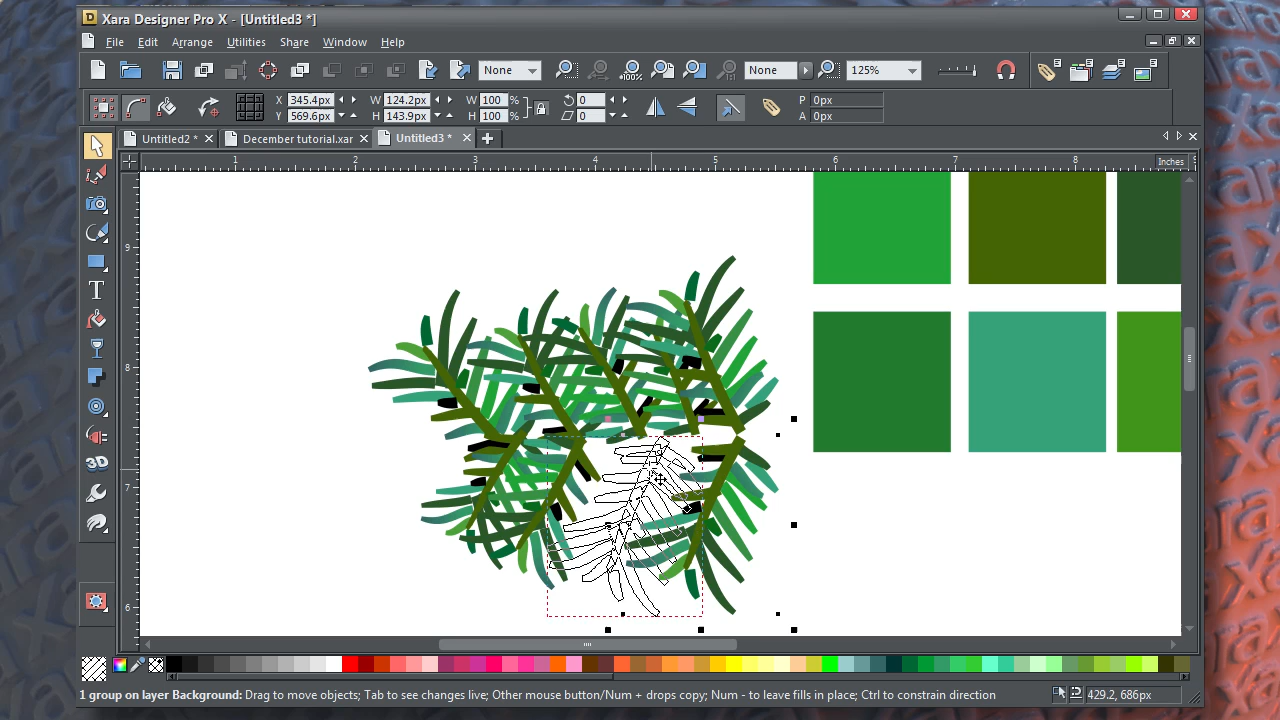 Xara Designer Pro X - [Untitled3 *]
File Edit Arrange Utilities Share Window Help
None 100% None 125%
X 345.4px W 124.2px W 100 % 0 P 0px
Y 569.6px H 143.9px H 100 % 0 A 0px
Untitled2 * December tutorial.xar Untitled3 *
1 2 3 4 5 6 7 8 Inches
9
8
7
6
T
3D
1 group on layer Background: Drag to move objects; Tab to see changes live; Other mouse button/Num + drops copy; Num - to leave fills in place; Ctrl to constrain direction 429.2, 686px